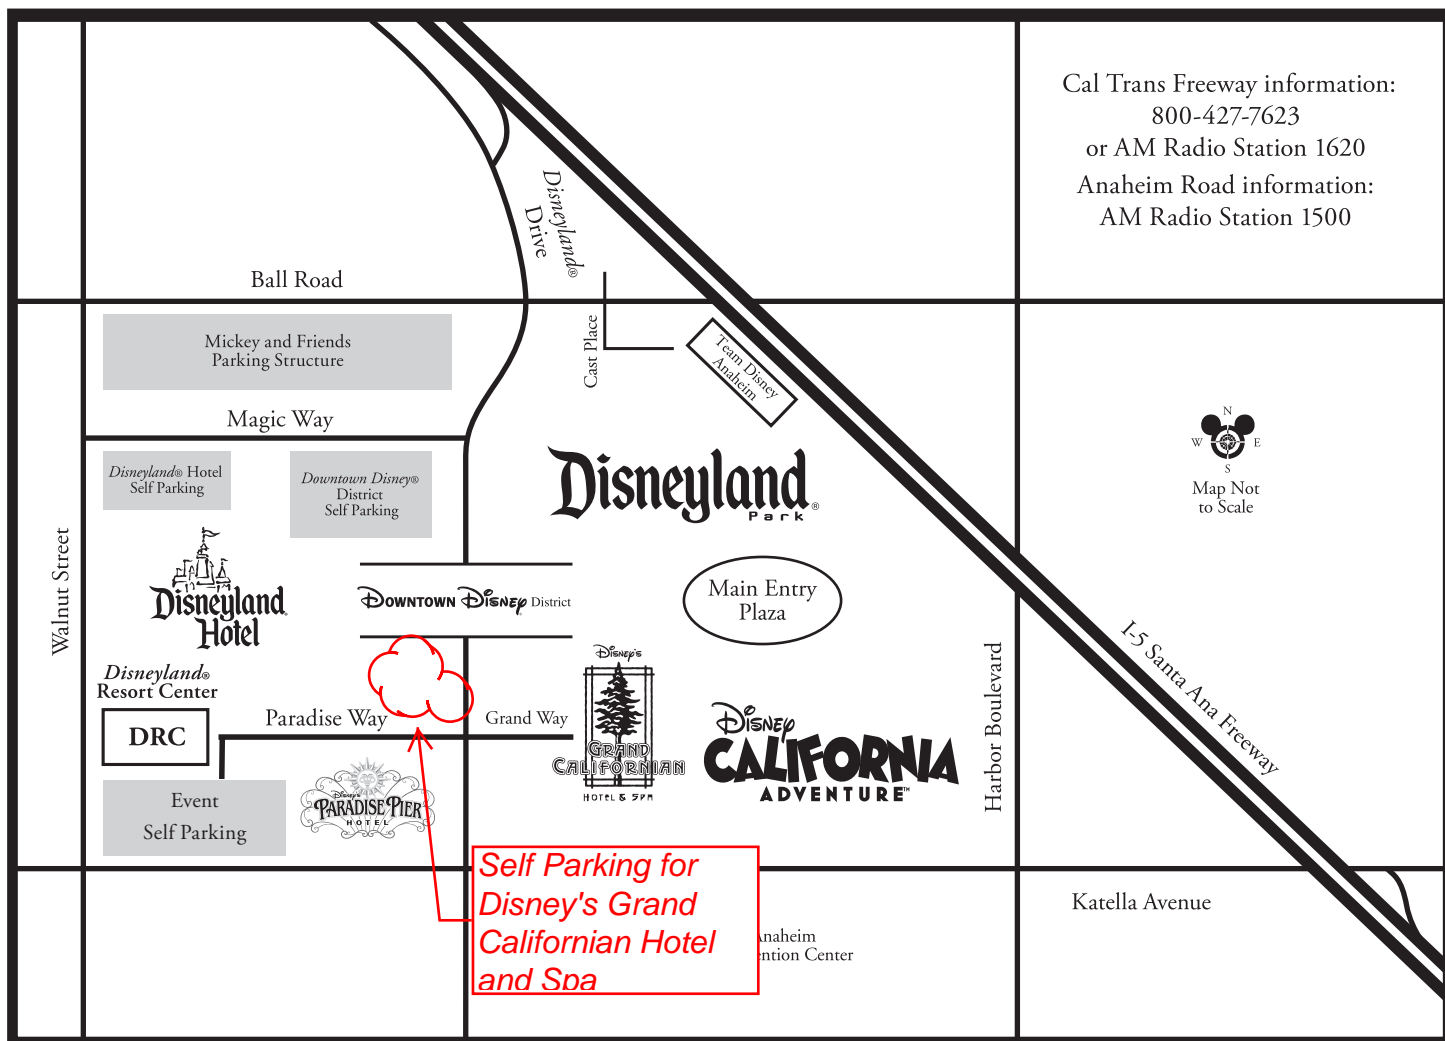 Cal Trans Freeway information:
800-427-7623
or AM Radio Station 1620
Anaheim Road information:
AM Radio Station 1500
Disneyland®
Drive
Ball Road
Mickey and Friends
Parking Structure
Cast Place
Team Disney
Anaheim
Magic Way
N
W E
S
Map Not
to Scale
Disneyland® Hotel
Self Parking
Downtown Disney®
District
Self Parking
Disneyland®
Park
Walnut Street
Disneyland®
Hotel
Downtown Disney® District
Main Entry
Plaza
I-5 Santa Ana Freeway
Harbor Boulevard
Disneyland®
Resort Center
DRC
Paradise Way
Grand Way
Disney's
Grand
Californian
Hotel & Spa
Disney
California
Adventure™
Event
Self Parking
Disney's
Paradise Pier
Hotel
Self Parking for
Disney's Grand
Californian Hotel
and Spa
Katella Avenue
Anaheim
ention Center